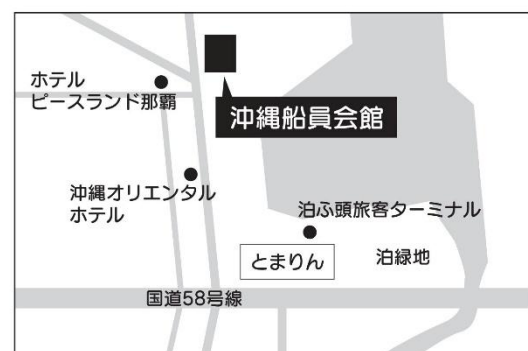 ホテル
ピースランド那覇
沖縄船員会館
沖縄オリエンタル
ホテル
泊ふ頭旅客ターミナル
とまりん
泊緑地
国道58号線